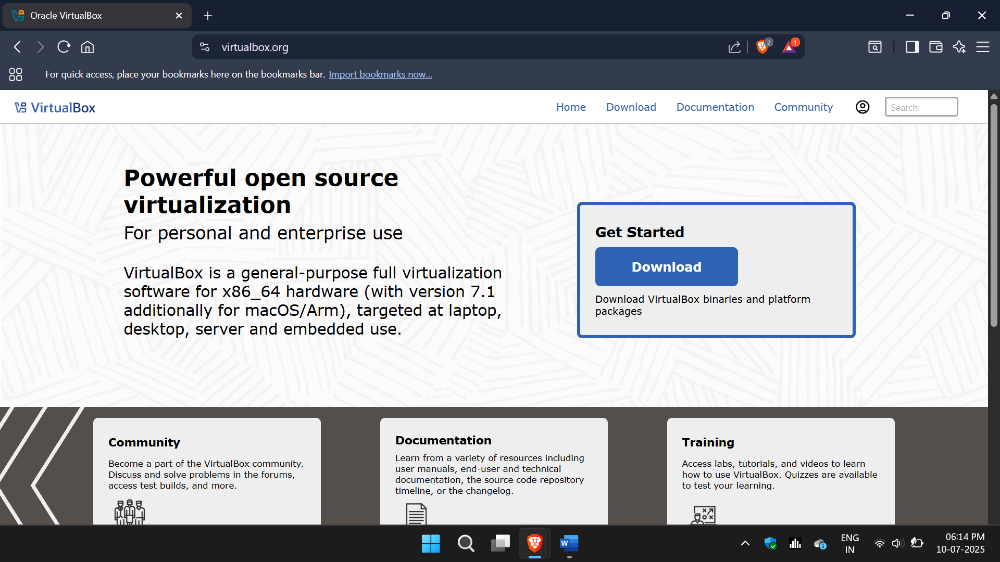 Oracle VirtualBox
virtualbox.org
2
1
For quick access, place your bookmarks here on the bookmarks bar. Import bookmarks now...
VirtualBox
Home
Download
Documentation
Community
Search:
Powerful open source
virtualization
For personal and enterprise use
VirtualBox is a general-purpose full virtualization
software for x86_64 hardware (with version 7.1
additionally for macOS/Arm), targeted at laptop,
desktop, server and embedded use.
Get Started
Download
Download VirtualBox binaries and platform
packages
Community
Become a part of the VirtualBox community.
Discuss and solve problems in the forums,
access test builds, and more.
Documentation
Learn from a variety of resources including
user manuals, end-user and technical
documentation, the source code repository
timeline, or the changelog.
Training
Access labs, tutorials, and videos to learn
how to use VirtualBox. Quizzes are available
to test your learning.
W
ENG
IN
06:14 PM
10-07-2025